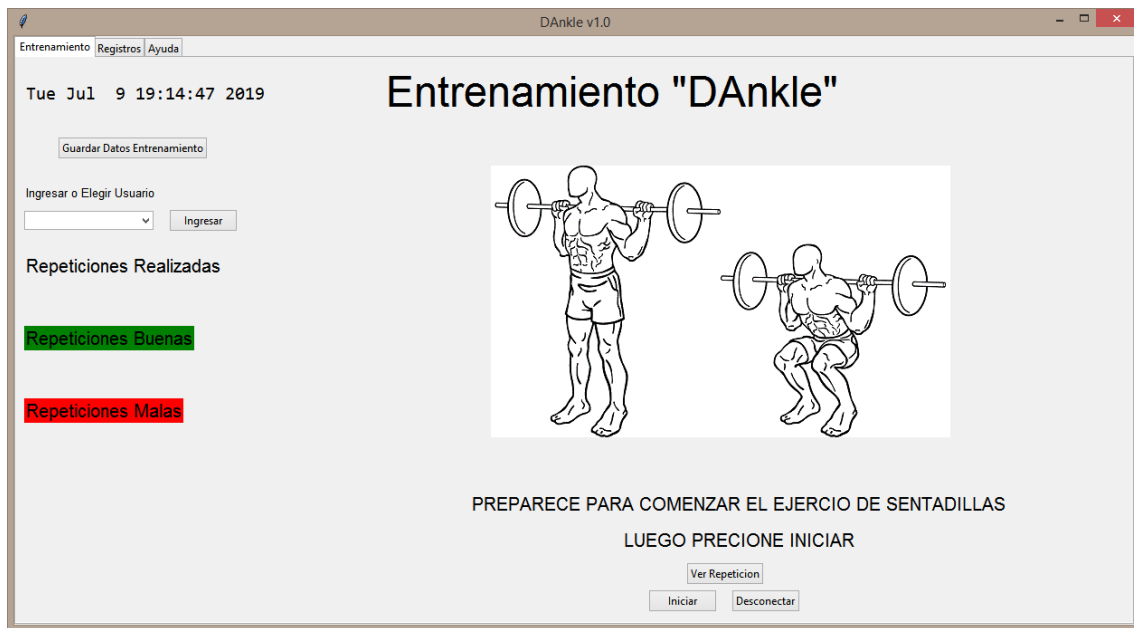 DAnkle v1.0
Entrenamiento Registros Ayuda
Tue Jul  9 19:14:47 2019
Entrenamiento "DAnkle"
Guardar Datos Entrenamiento
Ingresar o Elegir Usuario
Ingresar
Repeticiones Realizadas
Repeticiones Buenas
Repeticiones Malas
PREPARECE PARA COMENZAR EL EJERCIO DE SENTADILLAS
LUEGO PRECIONE INICIAR
Ver Repeticion
Iniciar Desconectar